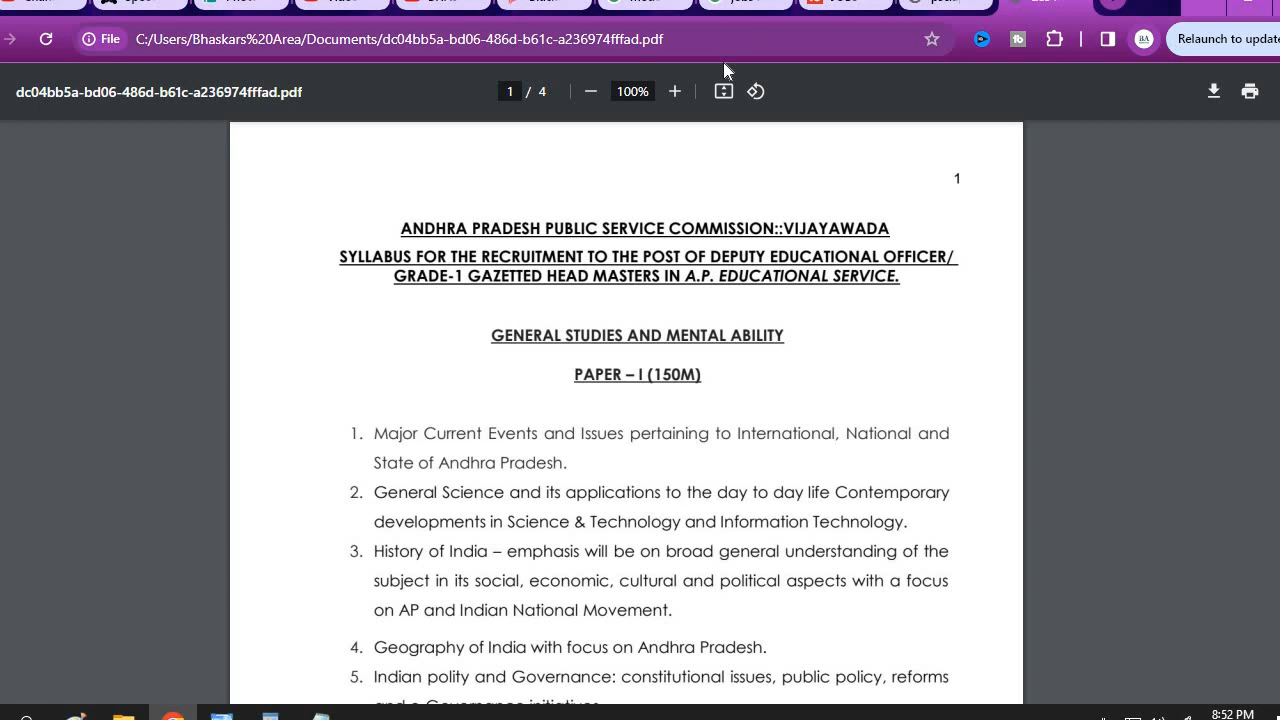 File
C:/Users/Bhaskars%20Area/Documents/dc04bb5a-bd06-486d-b61c-a236974fffad.pdf
BA
Relaunch to update
dc04bb5a-bd06-486d-b61c-a236974fffad.pdf
1 / 4
100%
1
ANDHRA PRADESH PUBLIC SERVICE COMMISSION::VIJAYAWADA
SYLLABUS FOR THE RECRUITMENT TO THE POST OF DEPUTY EDUCATIONAL OFFICER/
GRADE-1 GAZETTED HEAD MASTERS IN A.P. EDUCATIONAL SERVICE.
GENERAL STUDIES AND MENTAL ABILITY
PAPER – I (150M)
1. Major Current Events and Issues pertaining to International, National and
State of Andhra Pradesh.
2. General Science and its applications to the day to day life Contemporary
developments in Science & Technology and Information Technology.
3. History of India – emphasis will be on broad general understanding of the
subject in its social, economic, cultural and political aspects with a focus
on AP and Indian National Movement.
4. Geography of India with focus on Andhra Pradesh.
5. Indian polity and Governance: constitutional issues, public policy, reforms
8:52 PM